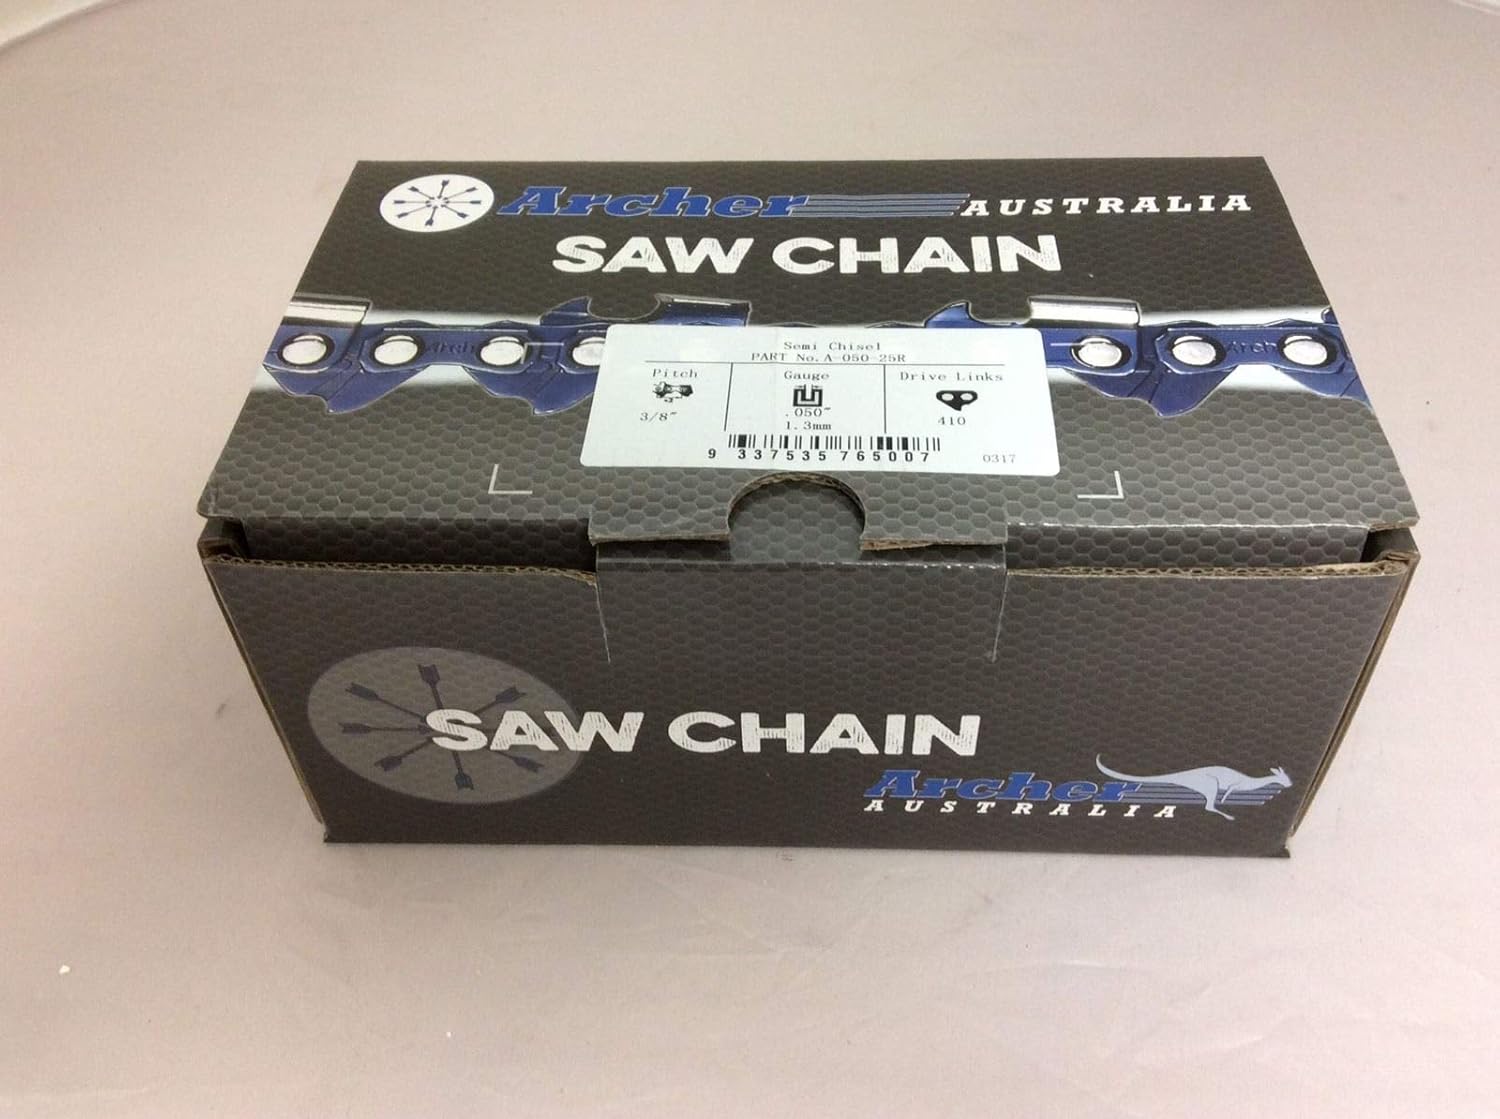 Archer AUSTRALIA
SAW CHAIN
Semi Chisel
PART No. A-050-25R
Pitch
Gauge
Drive Links
3/8"
.050"
410
1.3mm
9 337535 765007
0317
SAW CHAIN
Archer
AUSTRALIA